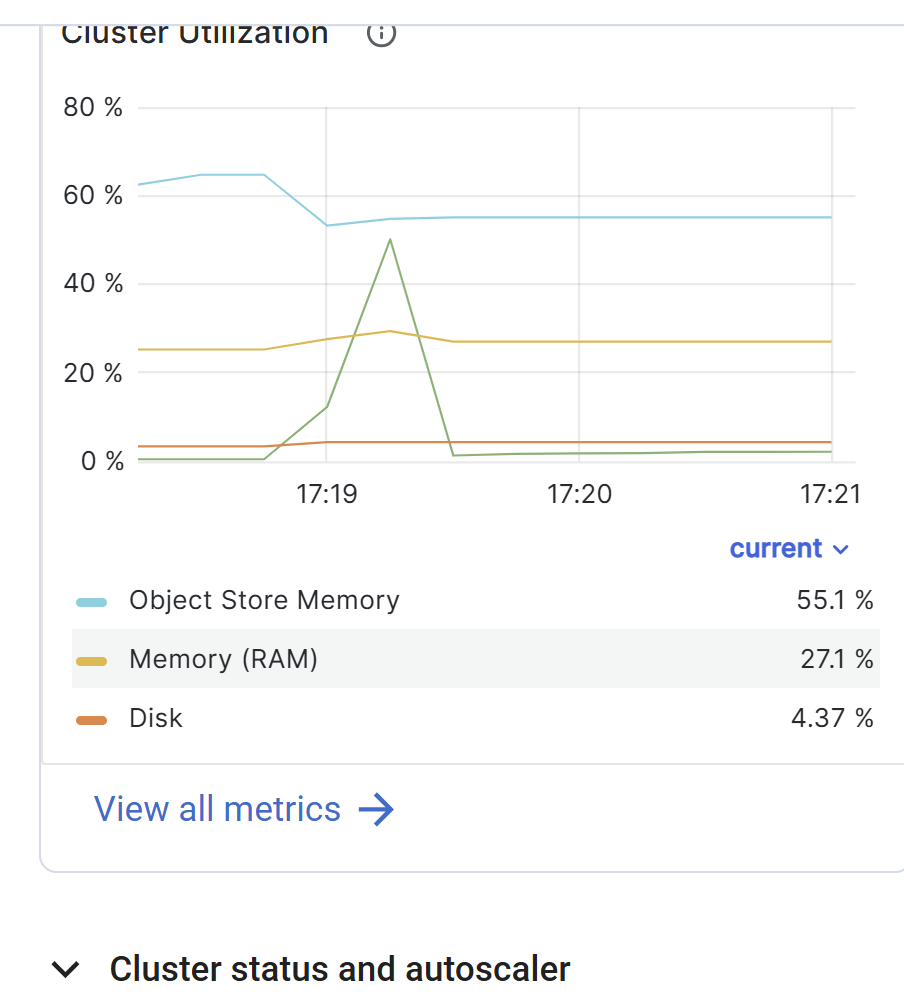 Cluster Utilization
80 %
60 %
40 %
20 %
0 %
17:19 17:20 17:21
current
Object Store Memory 55.1 %
Memory (RAM) 27.1 %
Disk 4.37 %
View all metrics
Cluster status and autoscaler